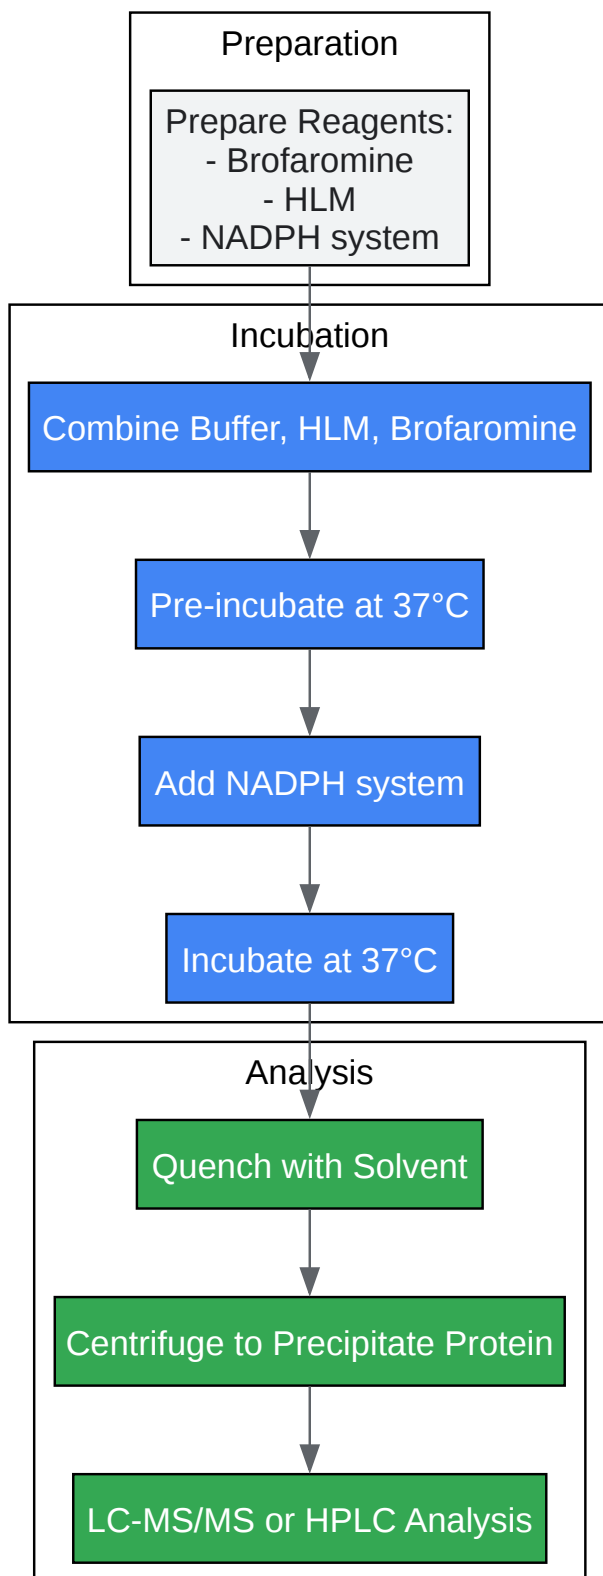 Preparation
Prepare Reagents:
- Brofaromine
- HLM
- NADPH system
Incubation
Combine Buffer, HLM, Brofaromine
Pre-incubate at 37°C
Add NADPH system
Incubate at 37°C
Analysis
Quench with Solvent
Centrifuge to Precipitate Protein
LC-MS/MS or HPLC Analysis